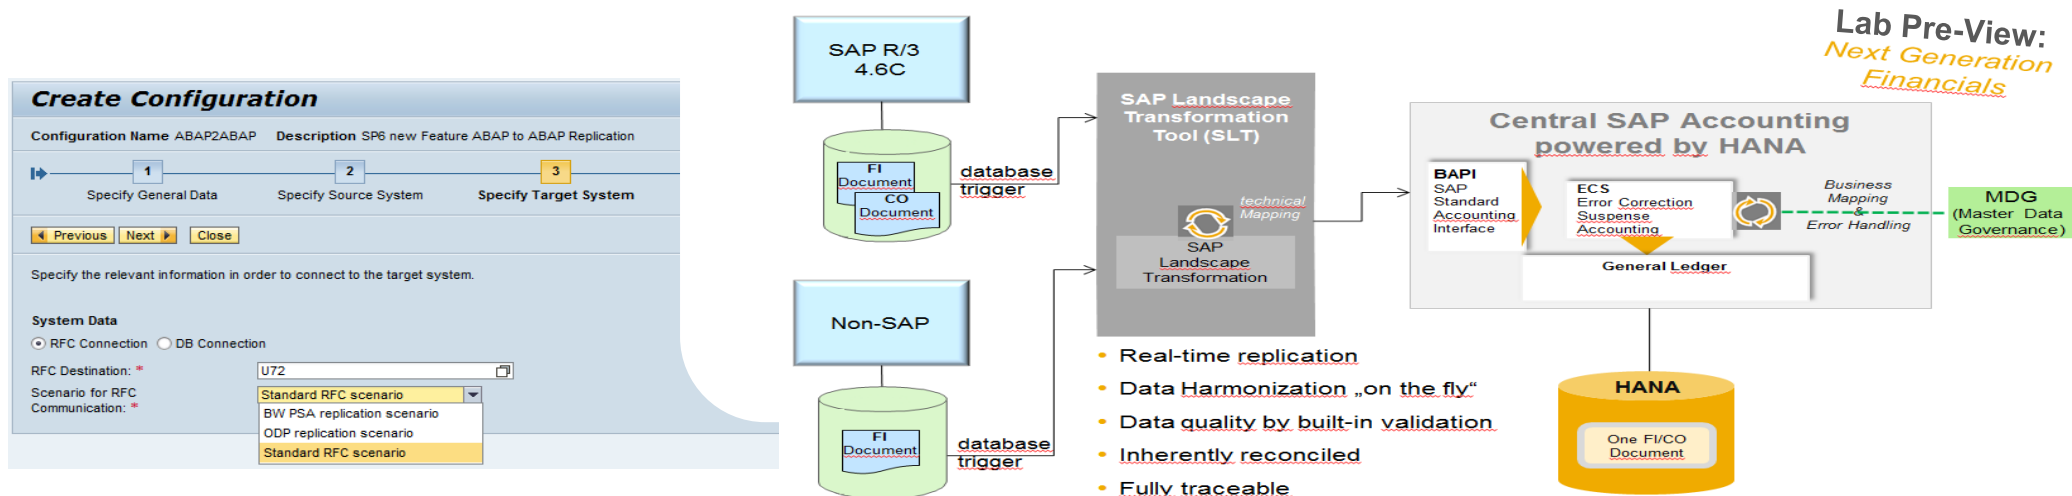 Create Configuration
Configuration Name ABAP2ABAP Description SP6 new Feature ABAP to ABAP Replication
1 2 3
Specify General Data Specify Source System Specify Target System
Previous Next Close
Specify the relevant information in order to connect to the target system.
System Data
RFC Connection DB Connection
RFC Destination: * U72
Scenario for RFC
Communication: *
Standard RFC scenario
BW PSA replication scenario
ODP replication scenario
Standard RFC scenario
SAP R/3
4.6C
FI
Document
CO
Document
database
trigger
Non-SAP
FI
Document
database
trigger
SAP Landscape
Transformation
Tool (SLT)
technical
Mapping
SAP
Landscape
Transformation
• Real-time replication
• Data Harmonization „on the fly“
• Data quality by built-in validation
• Inherently reconciled
• Fully traceable
Lab Pre-View:
Next Generation
Financials
Central SAP Accounting
powered by HANA
BAPI
SAP
Standard
Accounting
Interface
ECS
Error Correction
Suspense
Accounting
Business
Mapping
&
Error Handling
MDG
(Master Data
Governance)
General Ledger
HANA
One FI/CO
Document